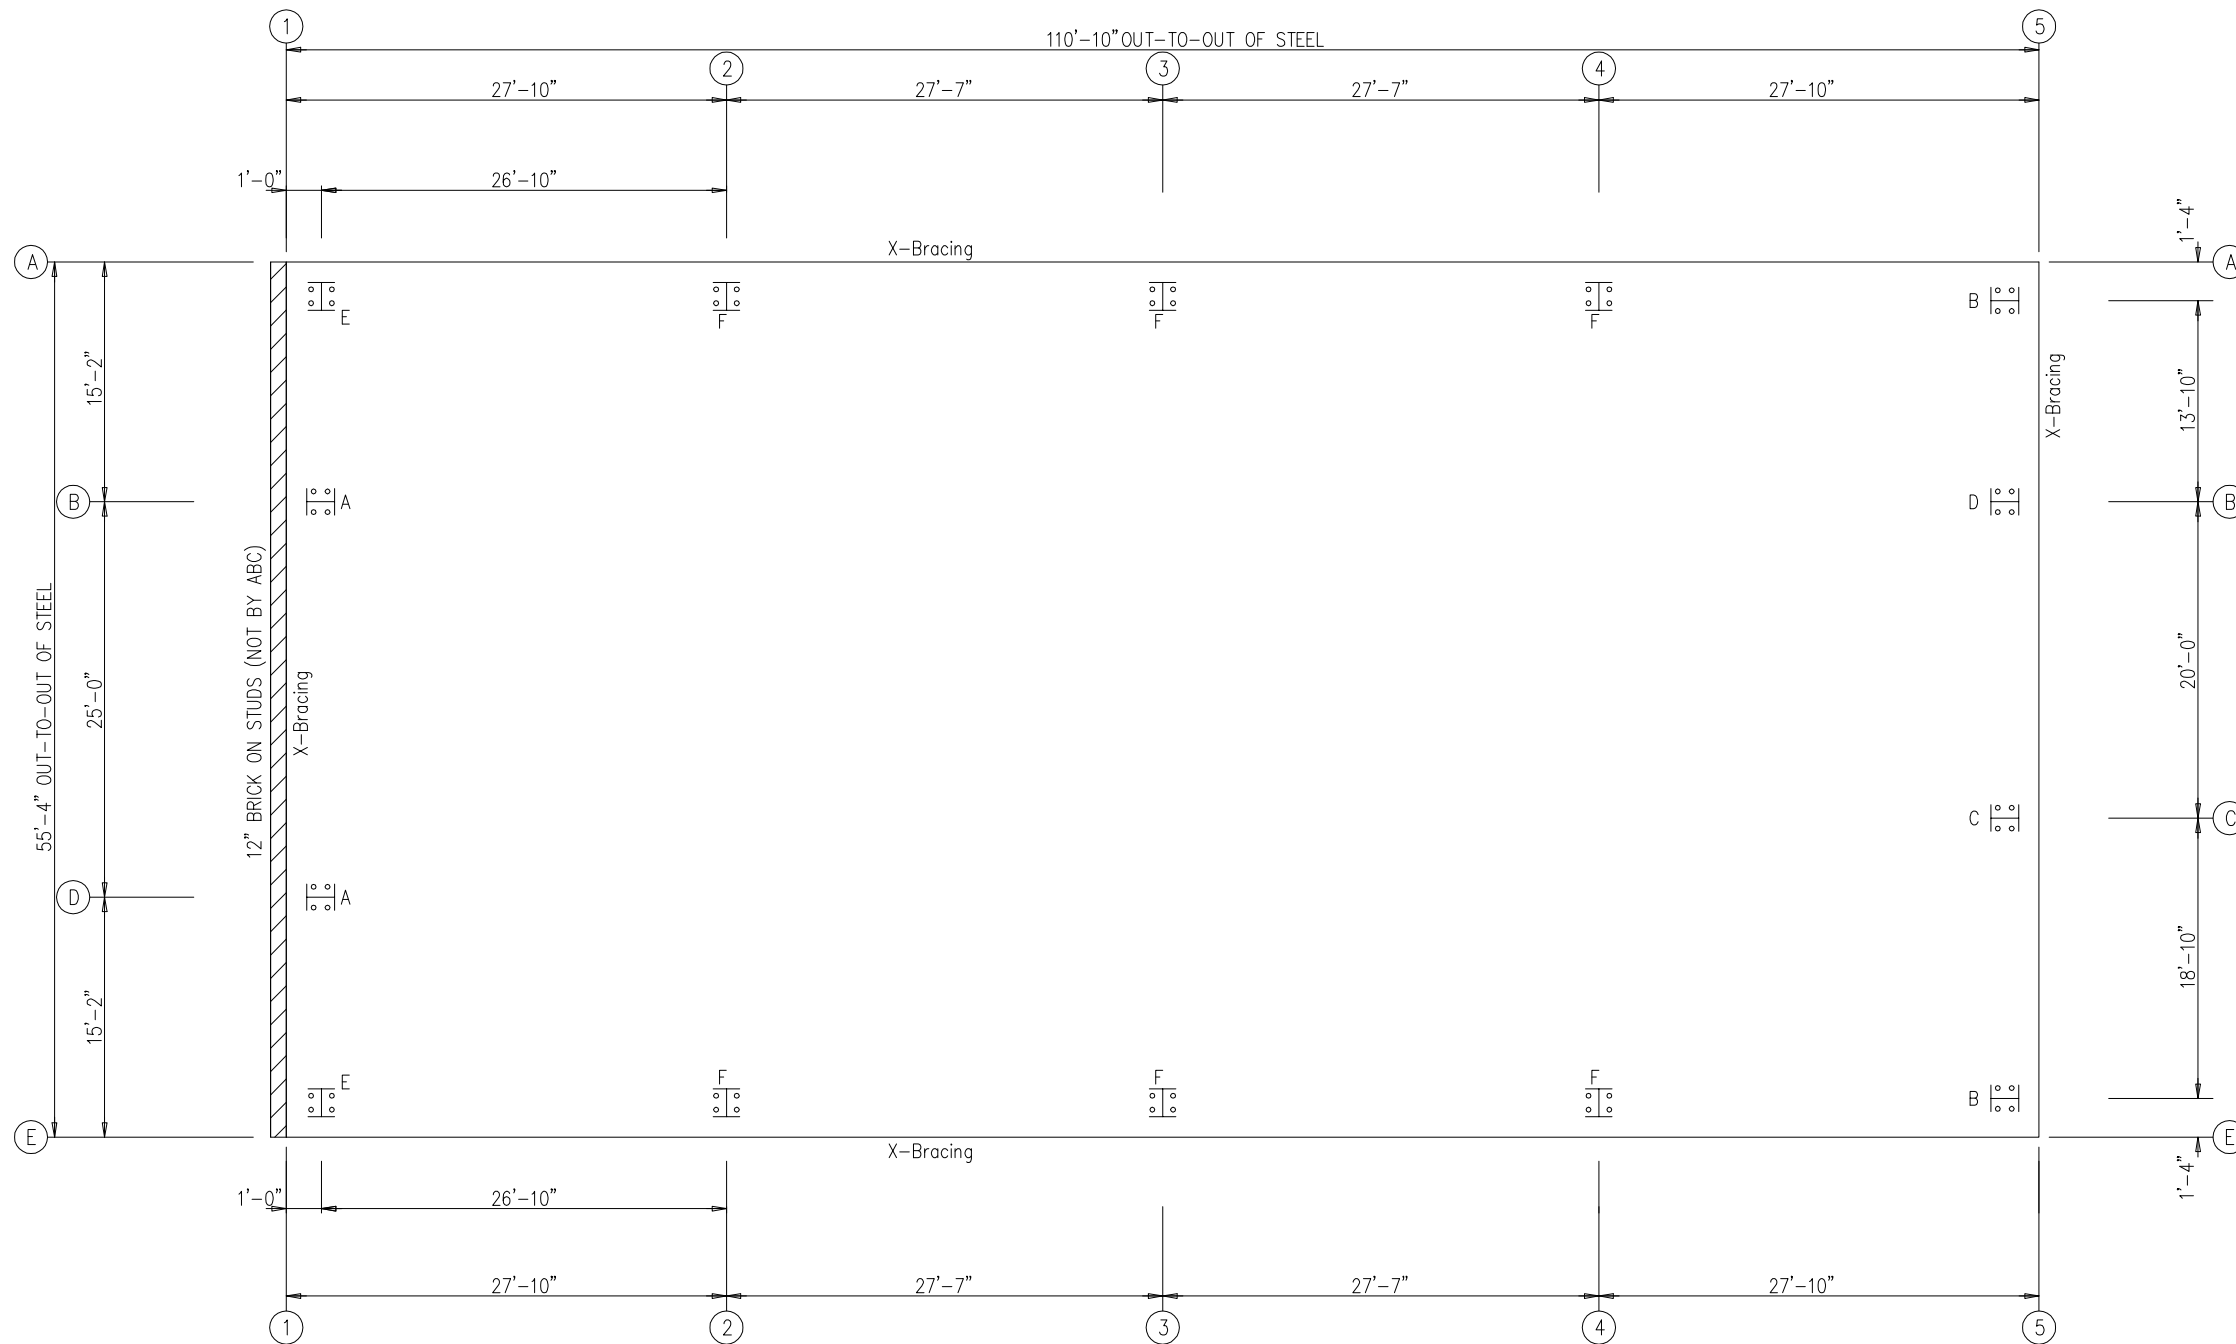 1
5
110'-10" OUT-TO-OUT OF STEEL
2
3
4
27'-10"
27'-7"
27'-7"
27'-10"
1'-0"
26'-10"
1'-4"
X-Bracing
A
A
E
F
F
F
B
15'-2"
13'-10"
X-Bracing
B
A
D
B
55'-4" OUT-TO-OUT OF STEEL
25'-0"
12" BRICK ON STUDS (NOT BY ABC)
X-Bracing
20'-0"
C
C
D
A
15'-2"
18'-10"
E
F
F
F
B
E
E
X-Bracing
1'-4"
1'-0"
26'-10"
27'-10"
27'-7"
27'-7"
27'-10"
1
2
3
4
5